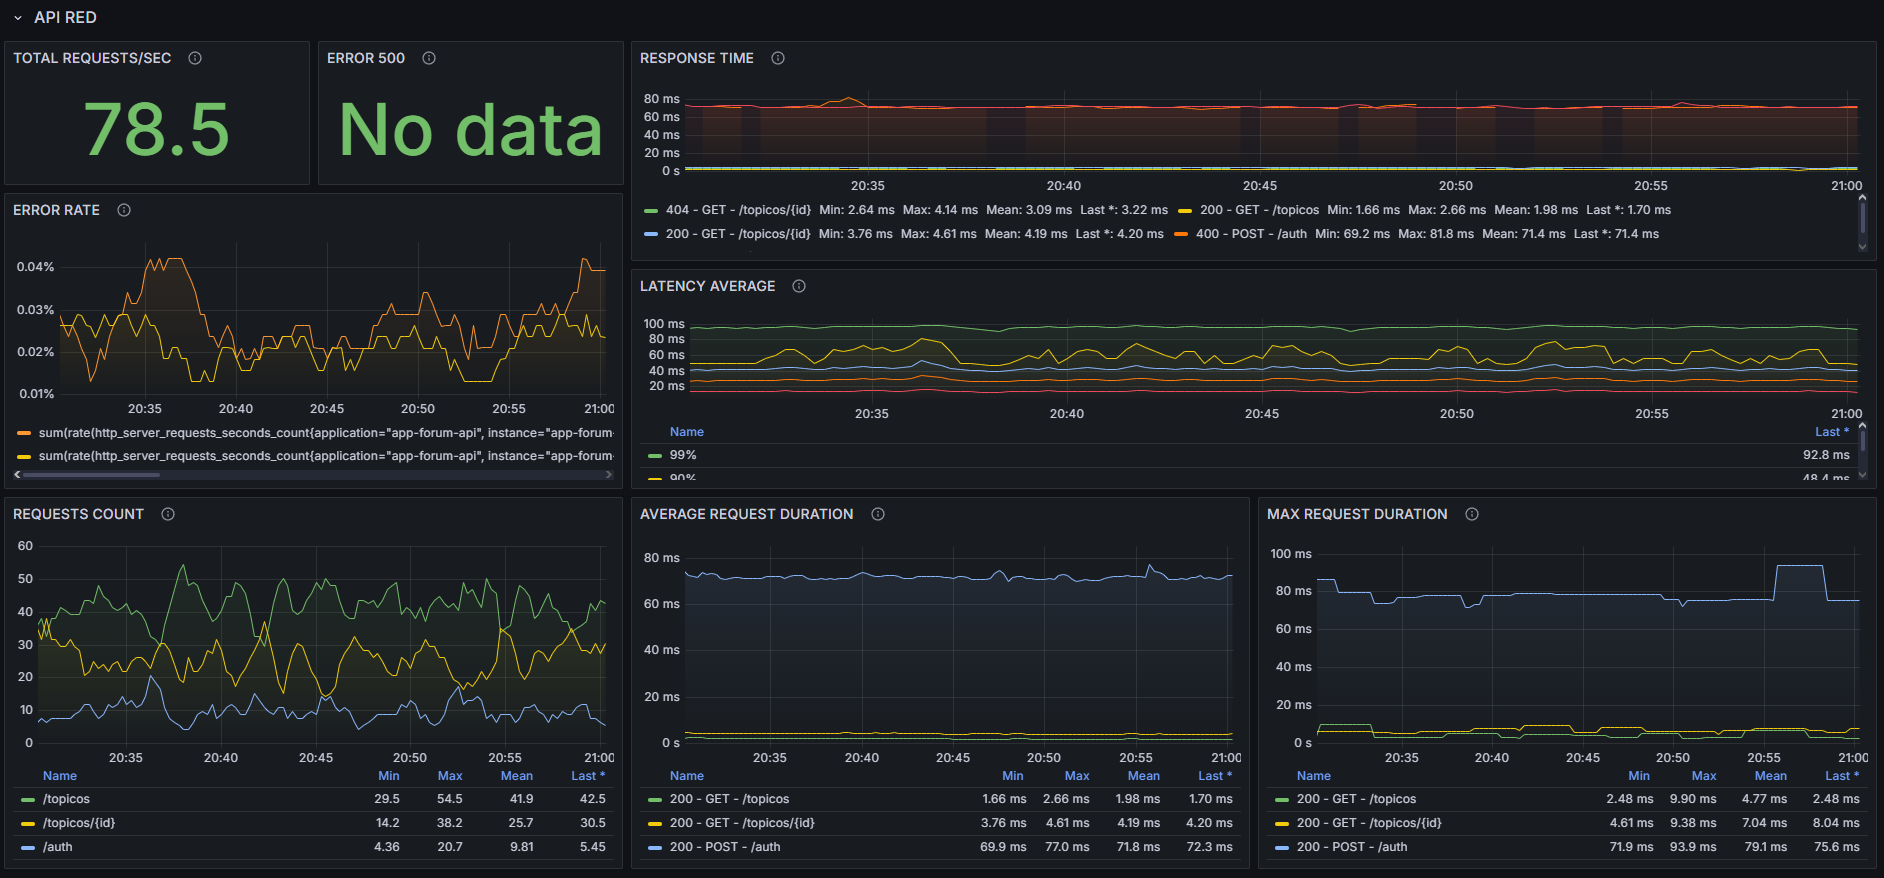 API RED
TOTAL REQUESTS/SEC
78.5
ERROR 500
No data
RESPONSE TIME
80 ms
60 ms
40 ms
20 ms
0 s
20:35 20:40 20:45 20:50 20:55 21:00
404 - GET - /topicos/{id} Min: 2.64 ms Max: 4.14 ms Mean: 3.09 ms Last *: 3.22 ms 200 - GET - /topicos Min: 1.66 ms Max: 2.66 ms Mean: 1.98 ms Last *: 1.70 ms
200 - GET - /topicos/{id} Min: 3.76 ms Max: 4.61 ms Mean: 4.19 ms Last *: 4.20 ms 400 - POST - /auth Min: 69.2 ms Max: 81.8 ms Mean: 71.4 ms Last *: 71.4 ms
ERROR RATE
0.04%
0.03%
0.02%
0.01%
20:35 20:40 20:45 20:50 20:55 21:00
sum(rate(http_server_requests_seconds_count{application="app-forum-api", instance="app-forum-
sum(rate(http_server_requests_seconds_count{application="app-forum-api", instance="app-forum-
LATENCY AVERAGE
100 ms
80 ms
60 ms
40 ms
20 ms
20:35 20:40 20:45 20:50 20:55 21:00
Name Last *
99% 92.8 ms
90% 48.4 ms
REQUESTS COUNT
60
50
40
30
20
10
0
20:35 20:40 20:45 20:50 20:55 21:00
Name Min Max Mean Last *
/topicos 29.5 54.5 41.9 42.5
/topicos/{id} 14.2 38.2 25.7 30.5
/auth 4.36 20.7 9.81 5.45
AVERAGE REQUEST DURATION
80 ms
60 ms
40 ms
20 ms
0 s
20:35 20:40 20:45 20:50 20:55 21:00
Name Min Max Mean Last *
200 - GET - /topicos 1.66 ms 2.66 ms 1.98 ms 1.70 ms
200 - GET - /topicos/{id} 3.76 ms 4.61 ms 4.19 ms 4.20 ms
200 - POST - /auth 69.9 ms 77.0 ms 71.8 ms 72.3 ms
MAX REQUEST DURATION
100 ms
80 ms
60 ms
40 ms
20 ms
0 s
20:35 20:40 20:45 20:50 20:55 21:00
Name Min Max Mean Last *
200 - GET - /topicos 2.48 ms 9.90 ms 4.77 ms 2.48 ms
200 - GET - /topicos/{id} 4.61 ms 9.38 ms 7.04 ms 8.04 ms
200 - POST - /auth 71.9 ms 93.9 ms 79.1 ms 75.6 ms